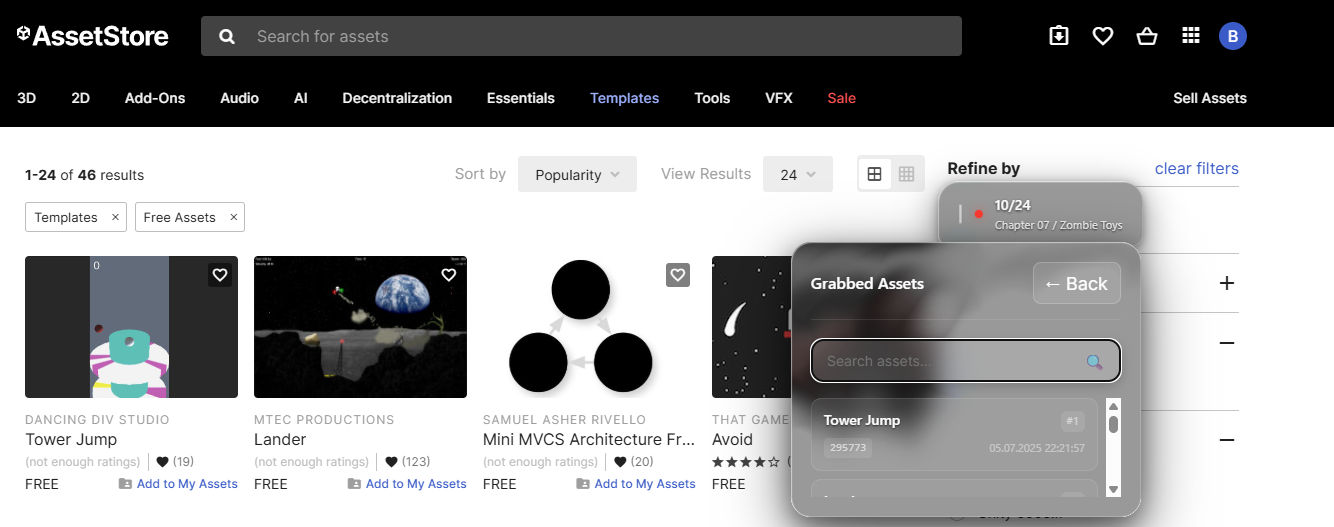 AssetStore
Search for assets
B
3D 2D Add-Ons Audio AI Decentralization Essentials Templates Tools VFX Sale Sell Assets
1-24 of 46 results
Sort by Popularity View Results 24
Refine by clear filters
Templates × Free Assets ×
10/24
Chapter 07 / Zombie Toys
Grabbed Assets
← Back
Search assets...
Tower Jump #1
295773 05.07.2025 22:21:57
0
DANCING DIV STUDIO
Tower Jump
(not enough ratings) (19)
FREE Add to My Assets
MTEC PRODUCTIONS
Lander
(not enough ratings) (123)
FREE Add to My Assets
SAMUEL ASHER RIVELLO
Mini MVCS Architecture Fr...
(not enough ratings) (20)
FREE Add to My Assets
THAT GAME
Avoid
FREE